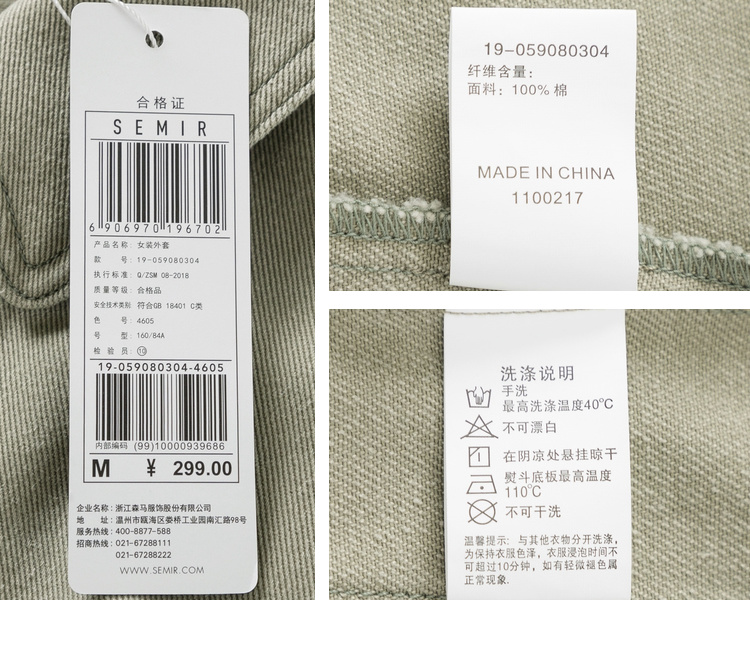 合格证
SEMIR
6 906970 196702
产品名称: 女装外套
款 号: 19-059080304
执行标准: Q/ZSM 08-2018
质量等级: 合格品
安全技术类别 符合GB 18401 C类
色 号: 4605
号 型: 160/84A
检 验 员: ⑩
19-059080304-4605
内部编码 (99)10000939686
M ¥ 299.00
企业名称: 浙江森马服饰股份有限公司
地 址: 温州市瓯海区娄桥工业园南汇路98号
服务热线: 400-8877-588
招商热线: 021-67288111
021-67288222
WWW.SEMIR.COM
19-059080304
纤维含量:
面料: 100% 棉
MADE IN CHINA
1100217
洗涤说明
手洗
最高洗涤温度40℃
不可漂白
在阴凉处悬挂晾干
熨斗底板最高温度
110℃
不可干洗
温馨提示: 与其他衣物分开洗涤,
为保持衣服色泽, 衣服浸泡时间不
可超过10分钟, 如有轻微褪色属
正常现象.